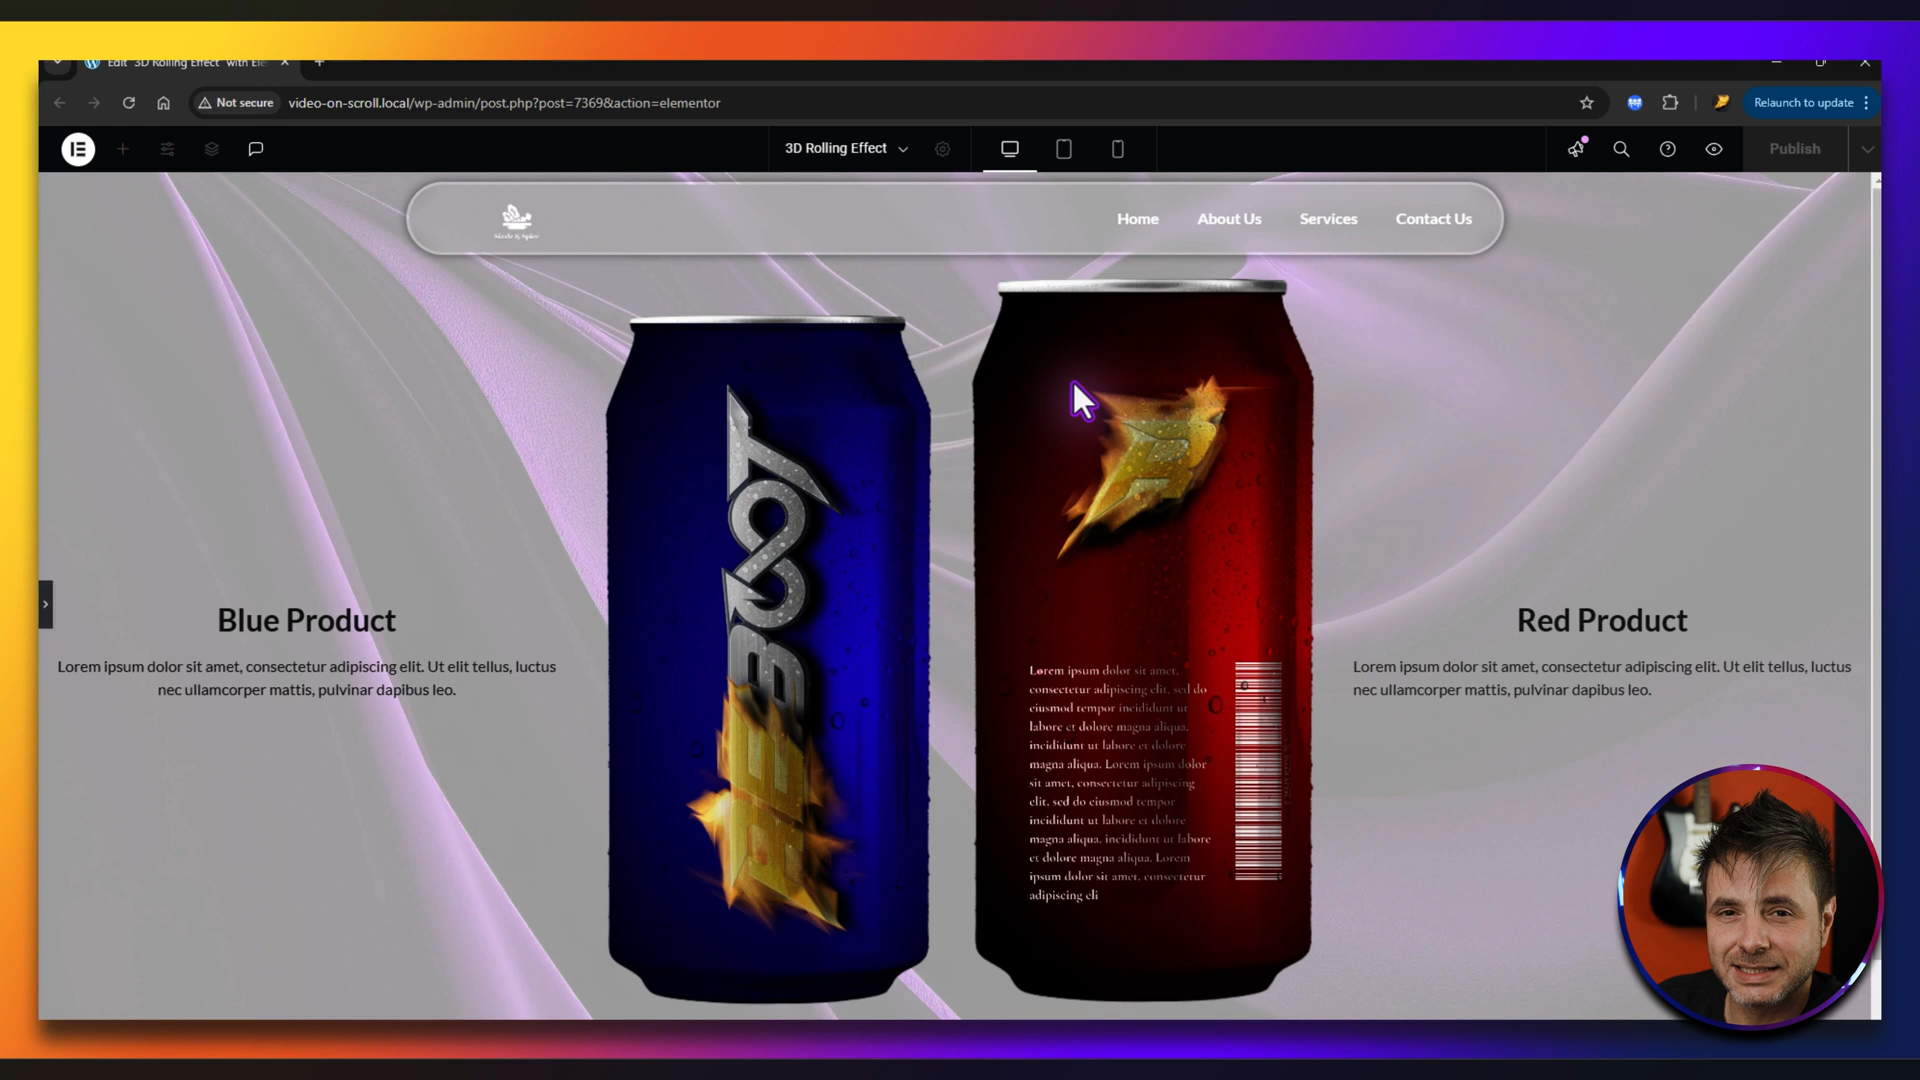 Edit "3D Rolling Effect" with Ele
Not secure
video-on-scroll.local/wp-admin/post.php?post=7369&action=elementor
Relaunch to update
3D Rolling Effect
Publish
Sizzle & Spice
Home
About Us
Services
Contact Us
BOOST
Blue Product
Lorem ipsum dolor sit amet, consectetur adipiscing elit. Ut elit tellus, luctus
nec ullamcorper mattis, pulvinar dapibus leo.
Lorem ipsum dolor sit amet,
consectetur adipiscing elit, sed do
eiusmod tempor incididunt ut
labore et dolore magna aliqua.
incididunt ut labore et dolore
magna aliqua. Lorem ipsum dolor
sit amet, consectetur adipiscing
elit, sed do eiusmod tempor
incididunt ut labore et dolore
magna aliqua. incididunt ut labore
et dolore magna aliqua. Lorem
ipsum dolor sit amet, consectetur
adipiscing eli
Red Product
Lorem ipsum dolor sit amet, consectetur adipiscing elit. Ut elit tellus, luctus
nec ullamcorper mattis, pulvinar dapibus leo.